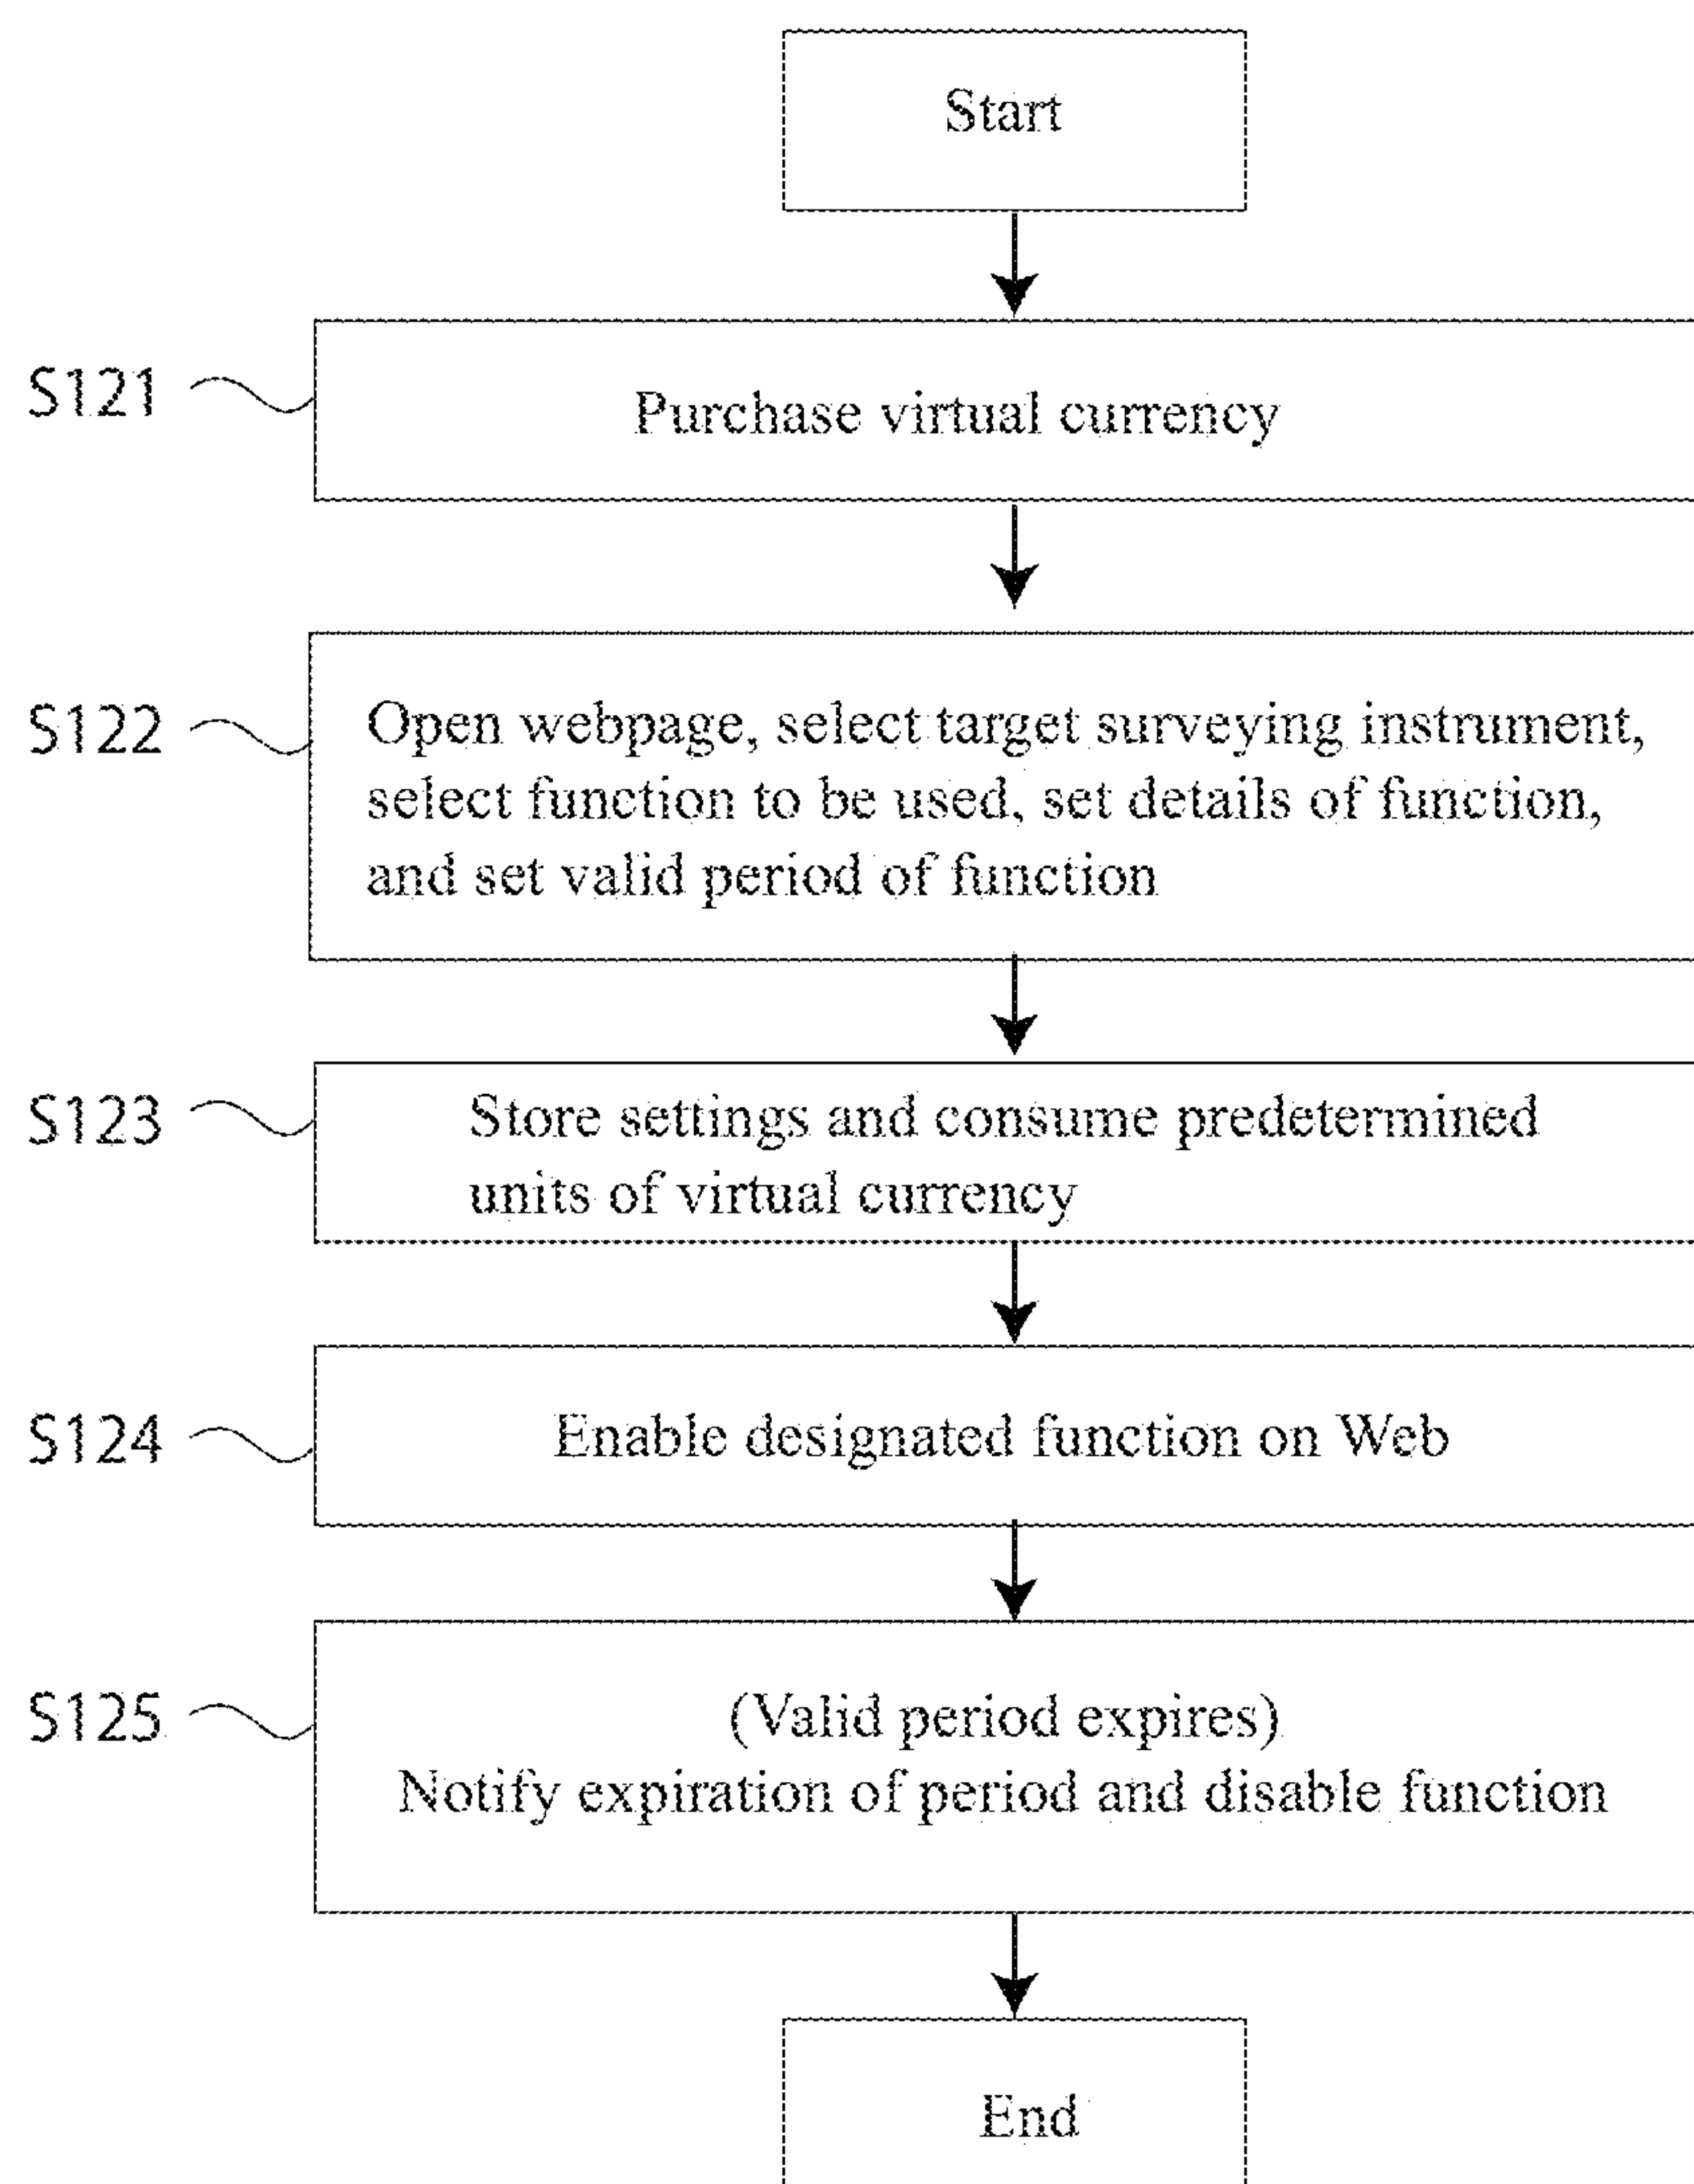 Start
S121
Purchase virtual currency
S122
Open webpage, select target surveying instrument,
select function to be used, set details of function,
and set valid period of function
S123
Store settings and consume predetermined
units of virtual currency
S124
Enable designated function on Web
S125
(Valid period expires)
Notify expiration of period and disable function
End